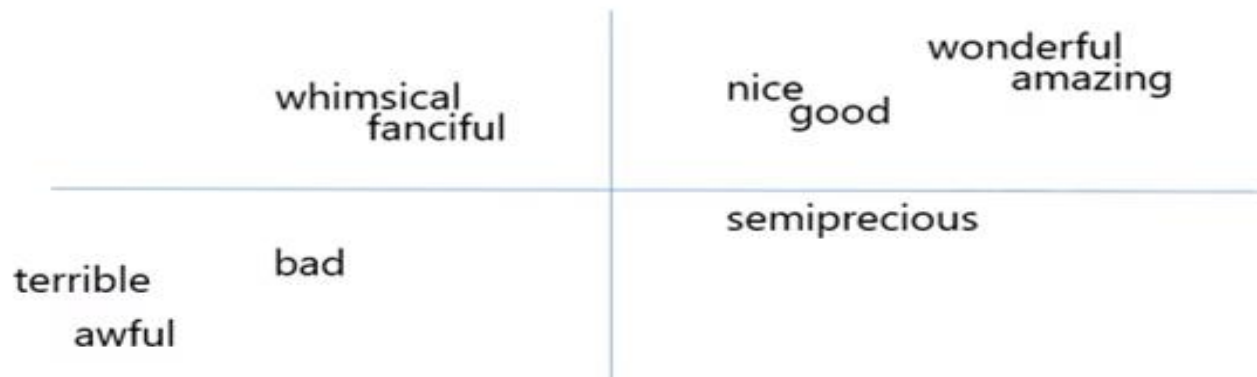 wonderful
amazing
nice
good
whimsical
fanciful
semiprecious
bad
terrible
awful